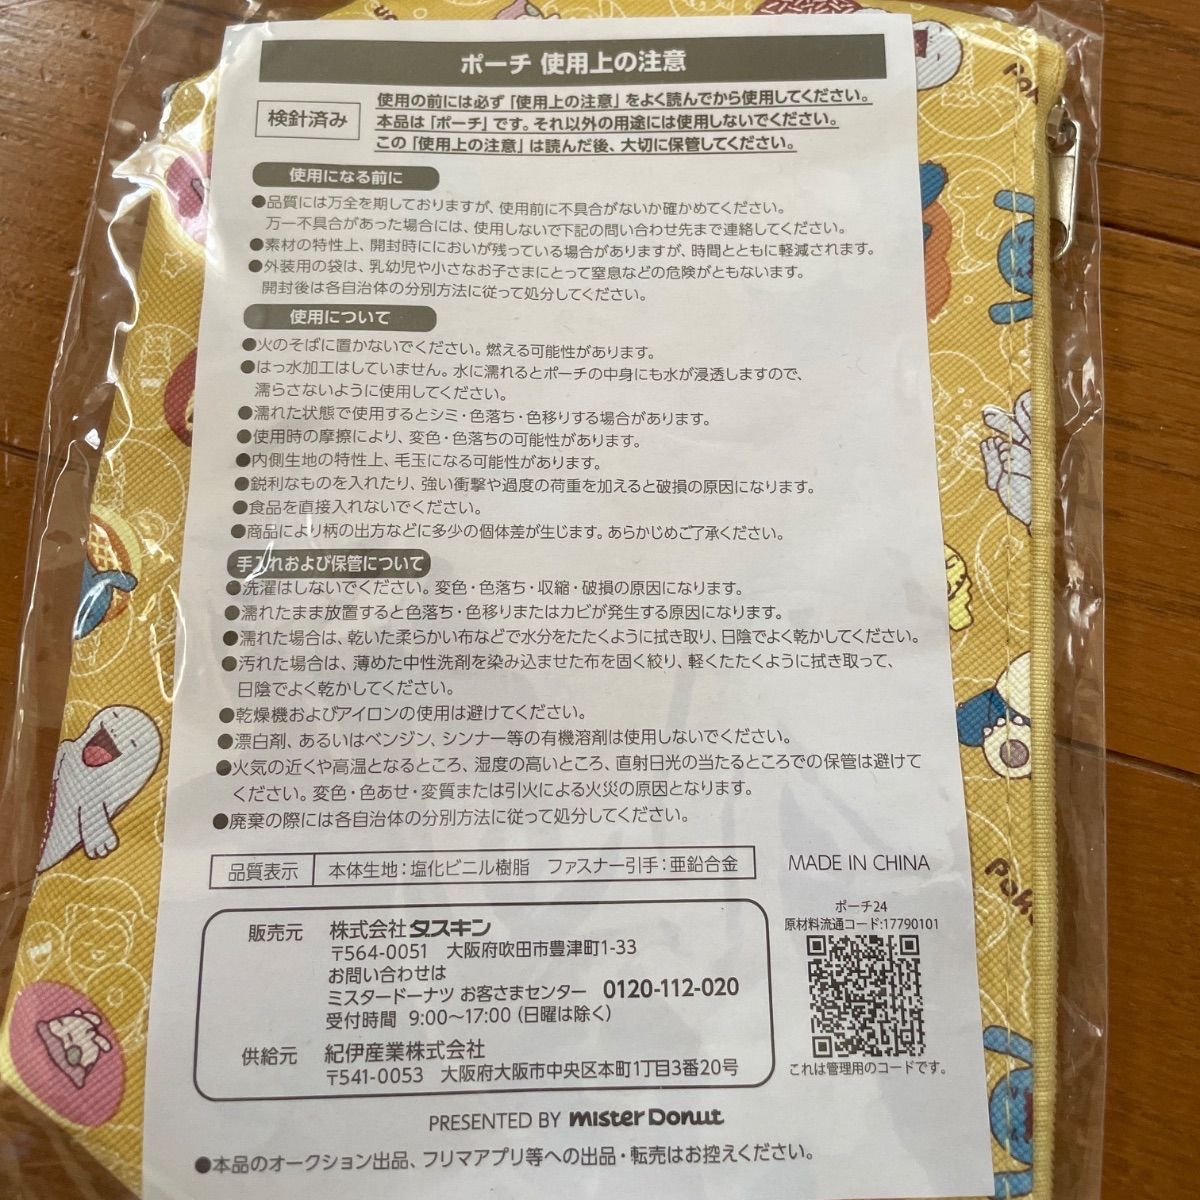 ポーチ 使用上の注意
検針済み
使用の前には必ず「使用上の注意」をよく読んでから使用してください。
本品は「ポーチ」です。それ以外の用途には使用しないでください。
この「使用上の注意」は読んだ後、大切に保管してください。
使用になる前に
●品質には万全を期しておりますが、使用前に不具合がないか確かめてください。
万一不具合があった場合には、使用しないで下記の問い合わせ先まで連絡してください。
●素材の特性上、開封時ににおいが残っている場合がありますが、時間とともに軽減されます。
●外装用の袋は、乳幼児や小さなお子さまにとって窒息などの危険がともないます。
開封後は各自治体の分別方法に従って処分してください。
使用について
●火のそばに置かないでください。燃える可能性があります。
●はっ水加工はしていません。水に濡れるとポーチの中身にも水が浸透しますので、
濡らさないように使用してください。
●濡れた状態で使用するとシミ・色落ち・色移りする場合があります。
●使用時の摩擦により、変色・色落ちの可能性があります。
●内側生地の特性上、毛玉になる可能性があります。
●鋭利なものを入れたり、強い衝撃や過度の荷重を加えると破損の原因になります。
●食品を直接入れないでください。
●商品により柄の出方などに多少の個体差が生じます。あらかじめご了承ください。
手入れおよび保管について
●洗濯はしないでください。変色・色落ち・収縮・破損の原因になります。
●濡れたまま放置すると色落ち・色移りまたはカビが発生する原因になります。
●濡れた場合は、乾いた柔らかい布などで水分をたたくように拭き取り、日陰でよく乾かしてください。
●汚れた場合は、薄めた中性洗剤を染み込ませた布を固く絞り、軽くたたくように拭き取って、
日陰でよく乾かしてください。
●乾燥機およびアイロンの使用は避けてください。
●漂白剤、あるいはベンジン、シンナー等の有機溶剤は使用しないでください。
●火気の近くや高温となるところ、湿度の高いところ、直射日光の当たるところでの保管は避けて
ください。変色・色あせ・変質または引火による火災の原因となります。
●廃棄の際には各自治体の分別方法に従って処分してください。
品質表示 本体生地：塩化ビニル樹脂 ファスナー引手：亜鉛合金
MADE IN CHINA
ポーチ24
原材料流通コード:17790101
これは管理用のコードです。
販売元 株式会社ダスキン
〒564-0051 大阪府吹田市豊津町1-33
お問い合わせは
ミスタードーナツ お客さまセンター 0120-112-020
受付時間 9:00～17:00 (日曜は除く)
供給元 紀伊産業株式会社
〒541-0053 大阪府大阪市中央区本町1丁目3番20号
PRESENTED BY mister Donut
●本品のオークション出品、フリマアプリ等への出品・転売はお控えください。